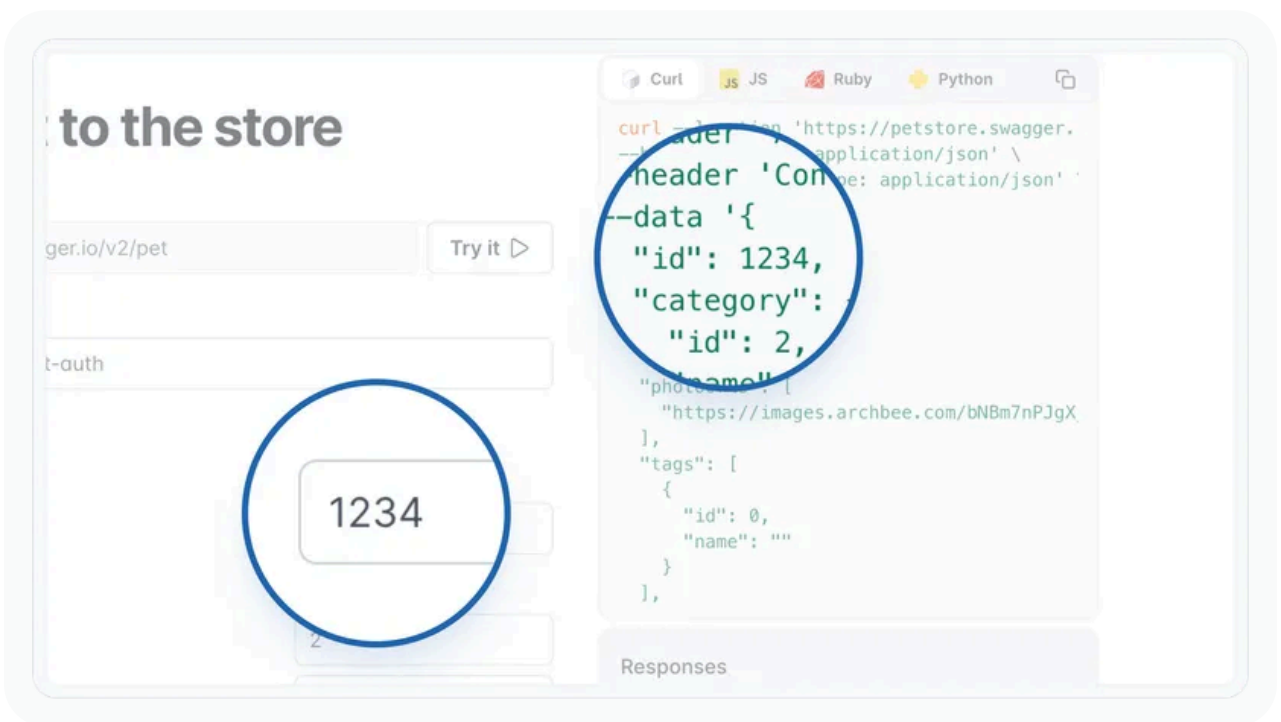 to the store
ger.io/v2/pet
Try it
t-auth
1234
2
Curl JS Ruby Python
curl 'https://petstore.swagger.
application/json' \
header 'Con pe: application/json'
--data '{
"id": 1234,
"category":
"id": 2,
"name"
[
"https://images.archbee.com/bNBm7nPJgX
],
"tags": [
{
"id": 0,
"name": ""
}
],
Responses